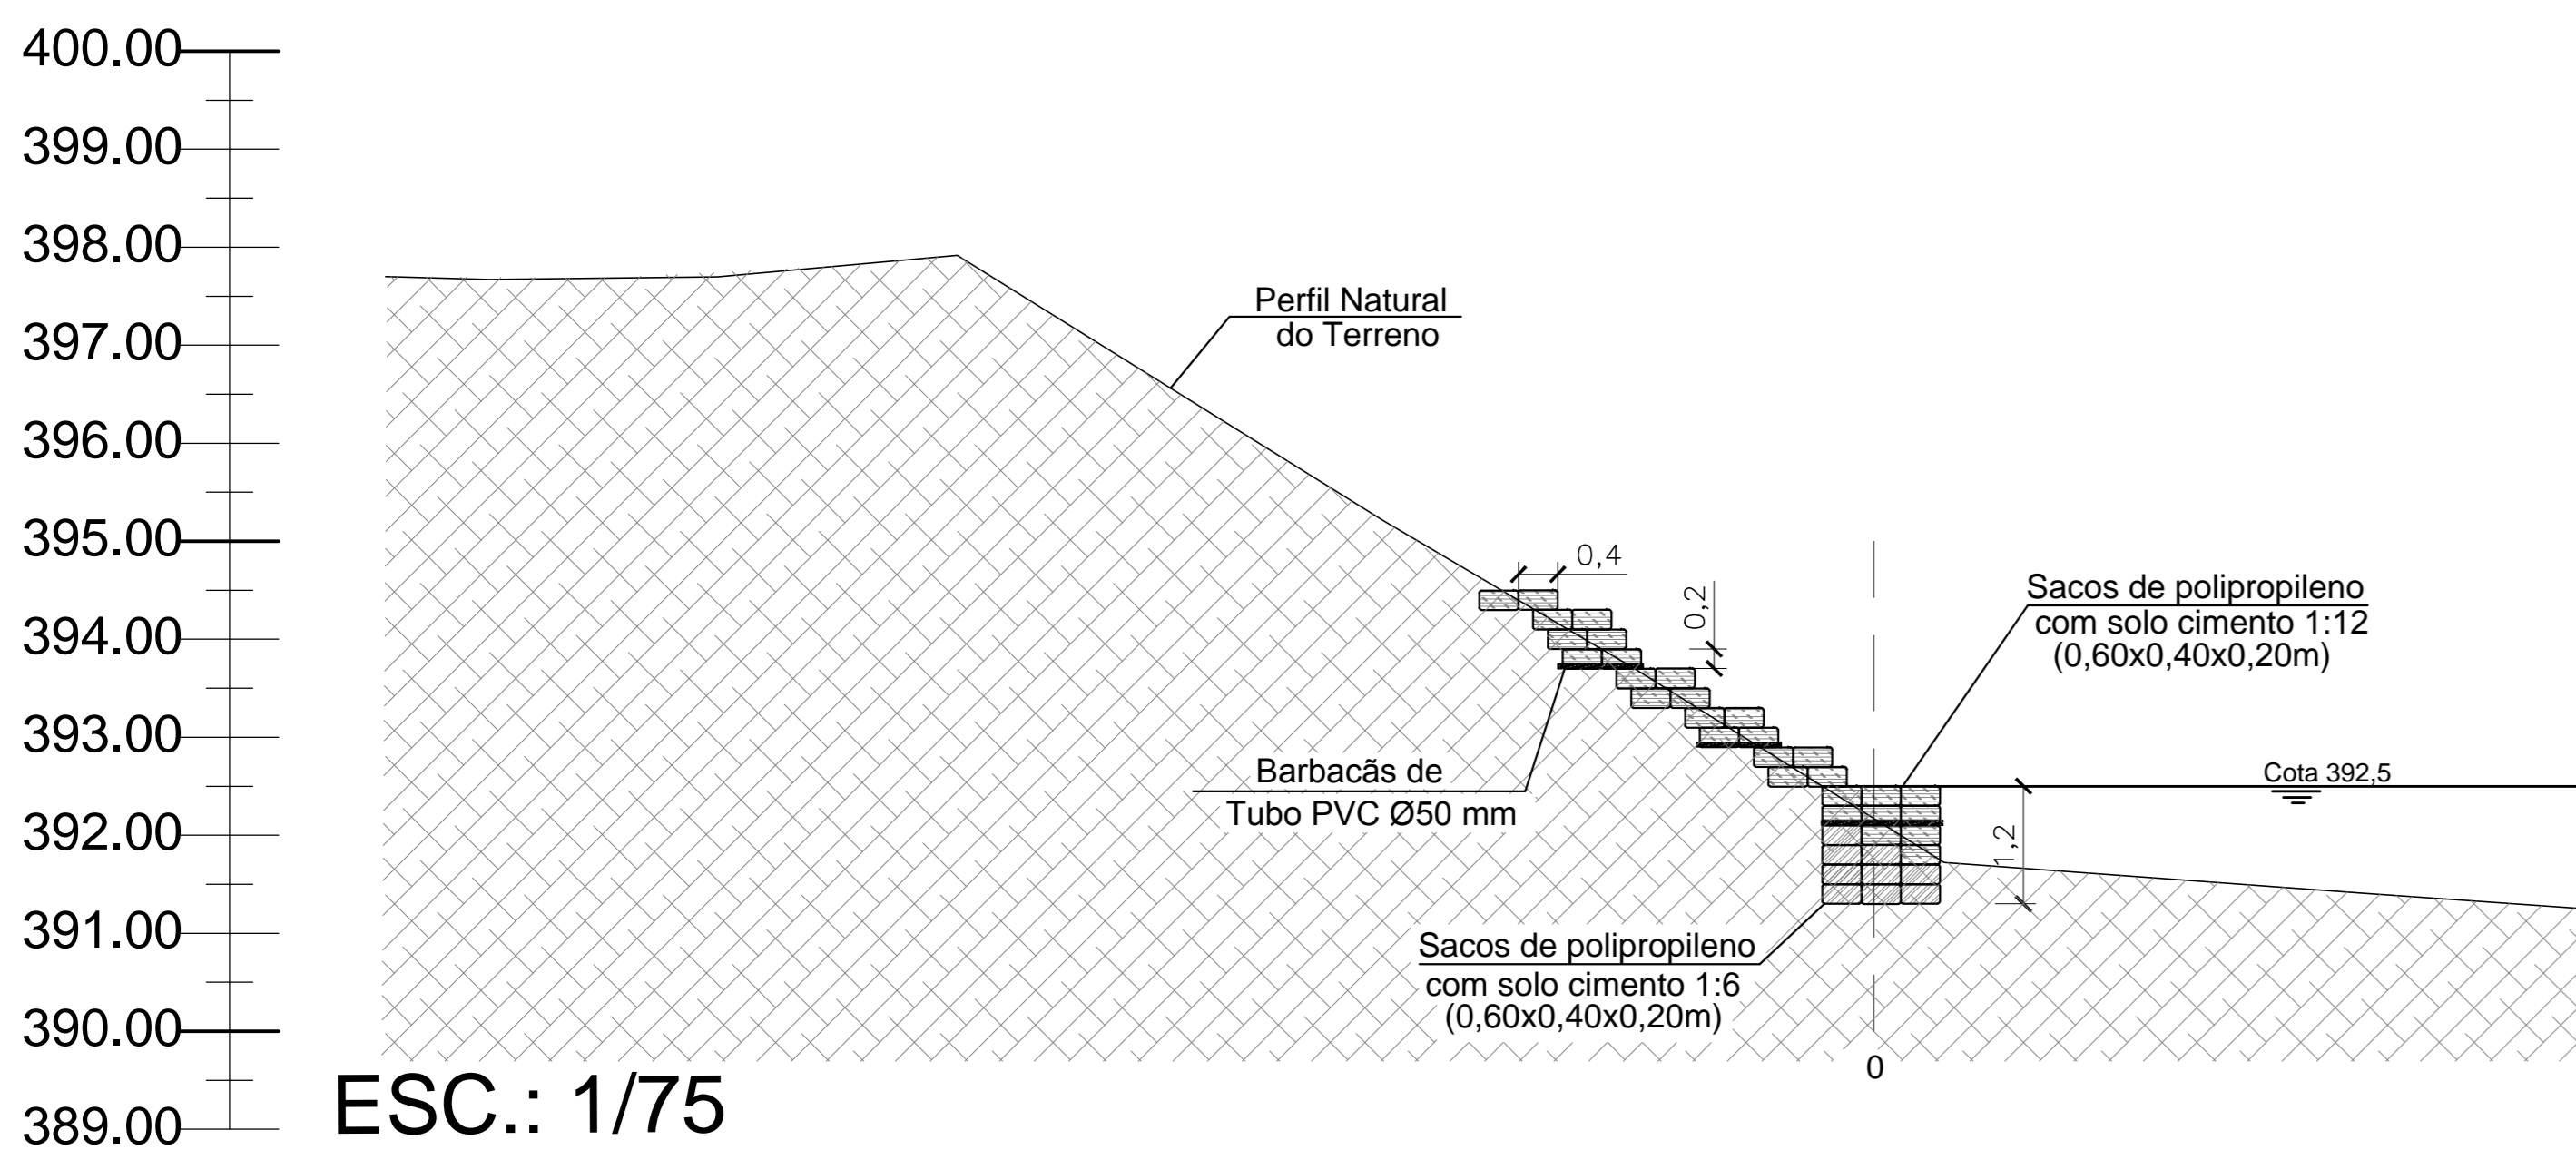 400.00
399.00
398.00
397.00
396.00
395.00
394.00
393.00
392.00
391.00
390.00
389.00
Perfil Natural
do Terreno
0,4
0,2
Sacos de polipropileno
com solo cimento 1:12
(0,60x0,40x0,20m)
Barbacãs de
Tubo PVC Ø50 mm
Cota 392,5
1,2
Sacos de polipropileno
com solo cimento 1:6
(0,60x0,40x0,20m)
0
ESC.: 1/75